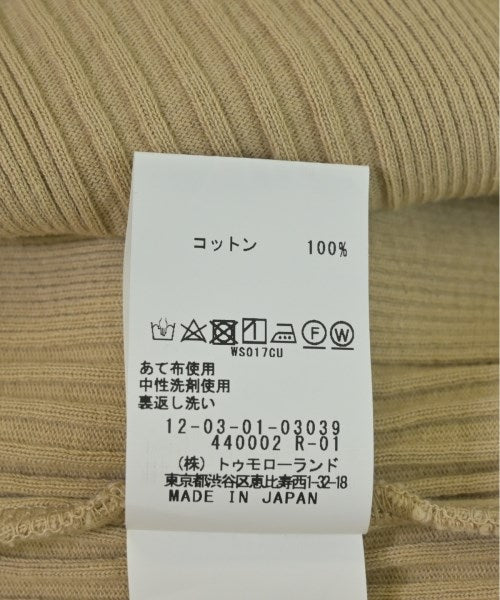 コットン 100%
F W
WS017CU
あて布使用
中性洗剤使用
裏返し洗い
12-03-01-03039
440002 R-01
(株) トゥモローランド
東京都渋谷区恵比寿西1-32-18
MADE IN JAPAN